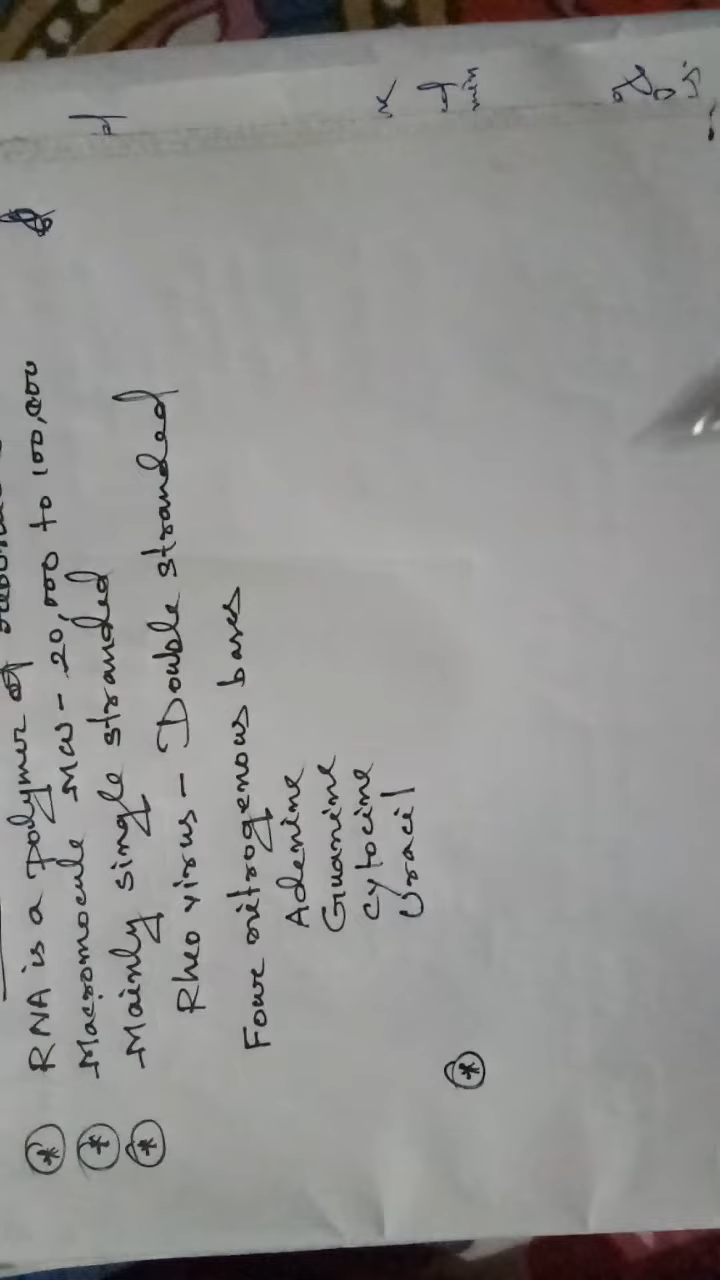 ⊛ RNA is a polymer of
⊛ Macromocule MW - 20,000 to 100,000
⊛ Mainly single stranded
Rheo virus - Double stranded
Four nitrogenous bases
Adenine
Guanine
Cytocine
Uracil
⊛